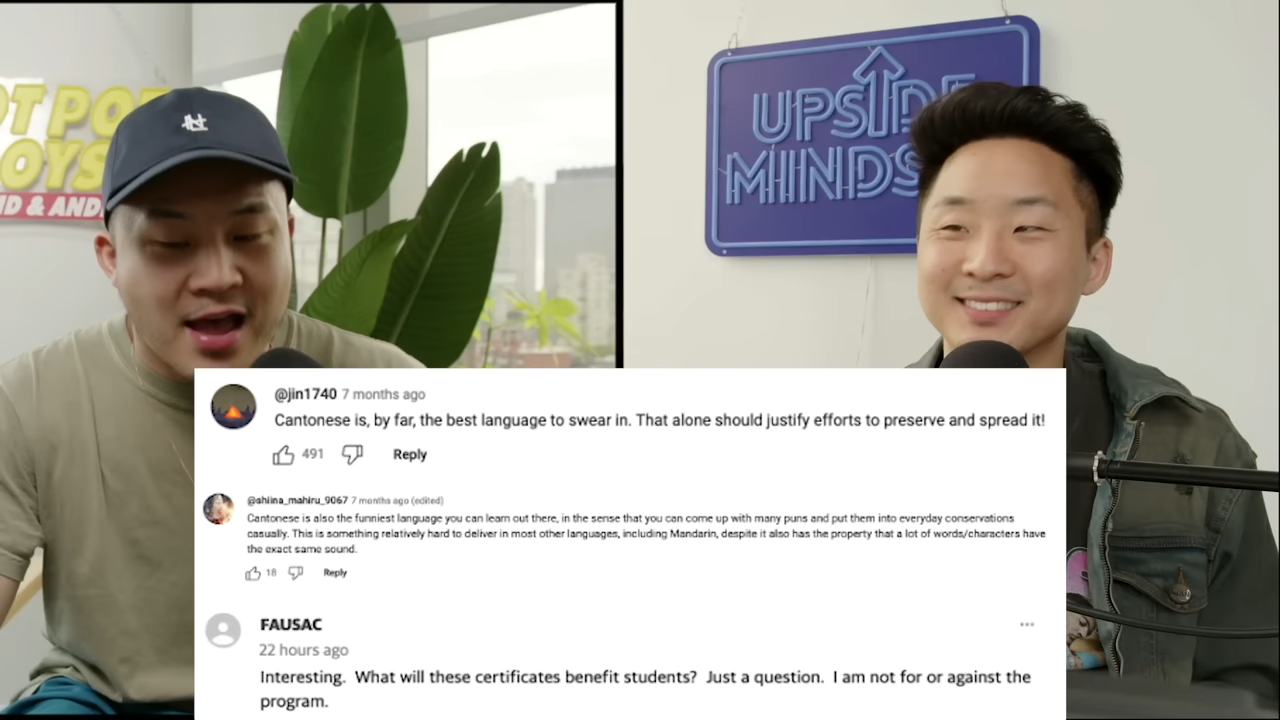 OT POT
OYS
ND & AND
UPSIDE
MINDS
@jin1740 7 months ago
Cantonese is, by far, the best language to swear in. That alone should justify efforts to preserve and spread it!
491 Reply
@shiina_mahiru_9067 7 months ago (edited)
Cantonese is also the funniest language you can learn out there, in the sense that you can come up with many puns and put them into everyday conservations
casually. This is something relatively hard to deliver in most other languages, including Mandarin, despite it also has the property that a lot of words/characters have
the exact same sound.
18 Reply
FAUSAC
22 hours ago
Interesting. What will these certificates benefit students? Just a question. I am not for or against the
program.